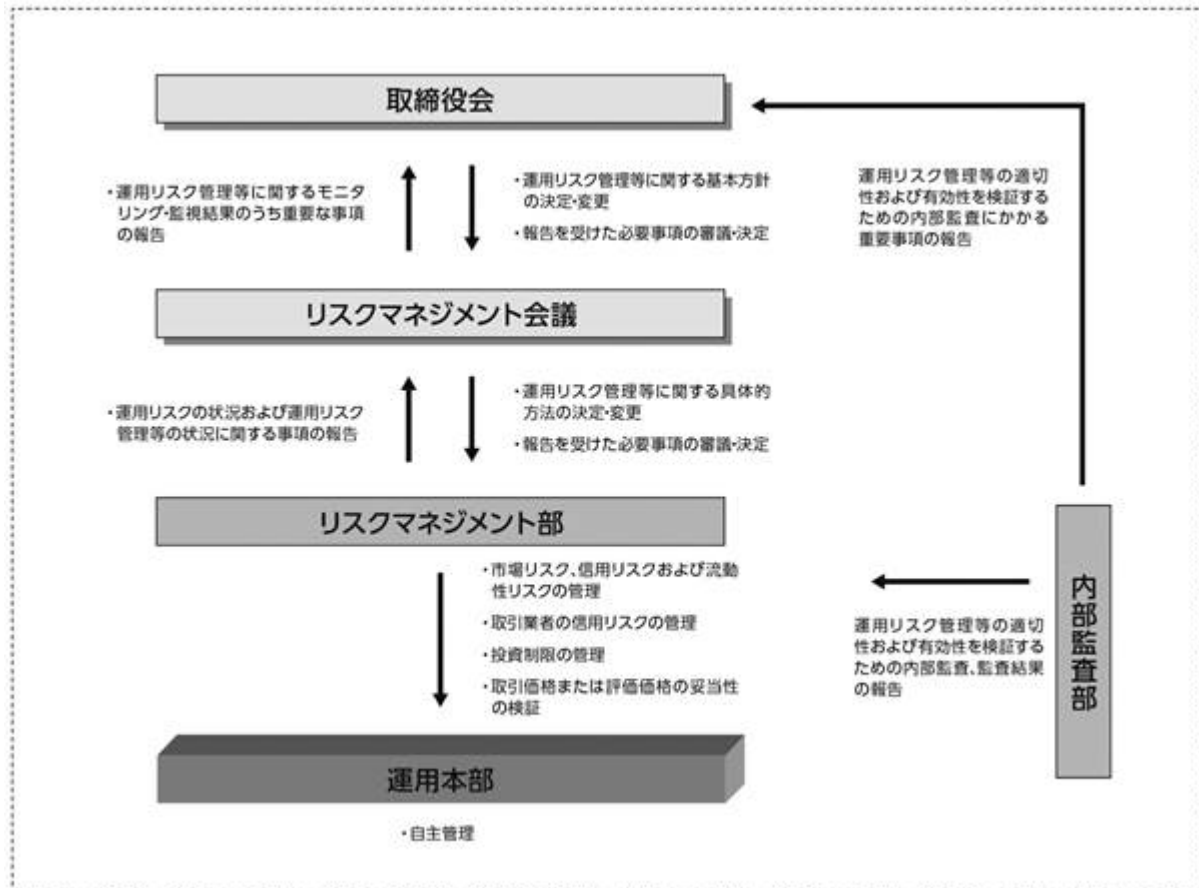 取締役会
・運用リスク管理等に関するモニタ
リング・監視結果のうち重要な事項
の報告
・運用リスク管理等に関する基本方針
の決定・変更
・報告を受けた必要事項の審議・決定
運用リスク管理等の適切
性および有効性を検証する
ための内部監査にかかる
重要事項の報告
リスクマネジメント会議
・運用リスクの状況および運用リスク
管理等の状況に関する事項の報告
・運用リスク管理等に関する具体的
方法の決定・変更
・報告を受けた必要事項の審議・決定
リスクマネジメント部
・市場リスク、信用リスクおよび流動
性リスクの管理
・取引業者の信用リスクの管理
・投資制限の管理
・取引価格または評価価格の妥当性
の検証
運用リスク管理等の適切
性および有効性を検証する
ための内部監査、監査結果
の報告
内部監査部
運用本部
・自主管理